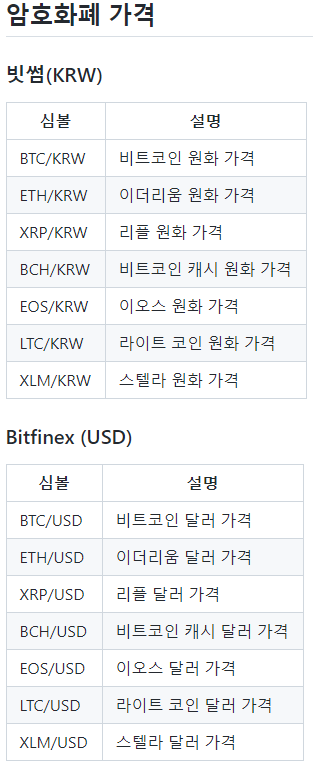 암호화폐 가격
빗썸(KRW)
심볼 설명
BTC/KRW 비트코인 원화 가격
ETH/KRW 이더리움 원화 가격
XRP/KRW 리플 원화 가격
BCH/KRW 비트코인 캐시 원화 가격
EOS/KRW 이오스 원화 가격
LTC/KRW 라이트 코인 원화 가격
XLM/KRW 스텔라 원화 가격
Bitfinex (USD)
심볼 설명
BTC/USD 비트코인 달러 가격
ETH/USD 이더리움 달러 가격
XRP/USD 리플 달러 가격
BCH/USD 비트코인 캐시 달러 가격
EOS/USD 이오스 달러 가격
LTC/USD 라이트 코인 달러 가격
XLM/USD 스텔라 달러 가격